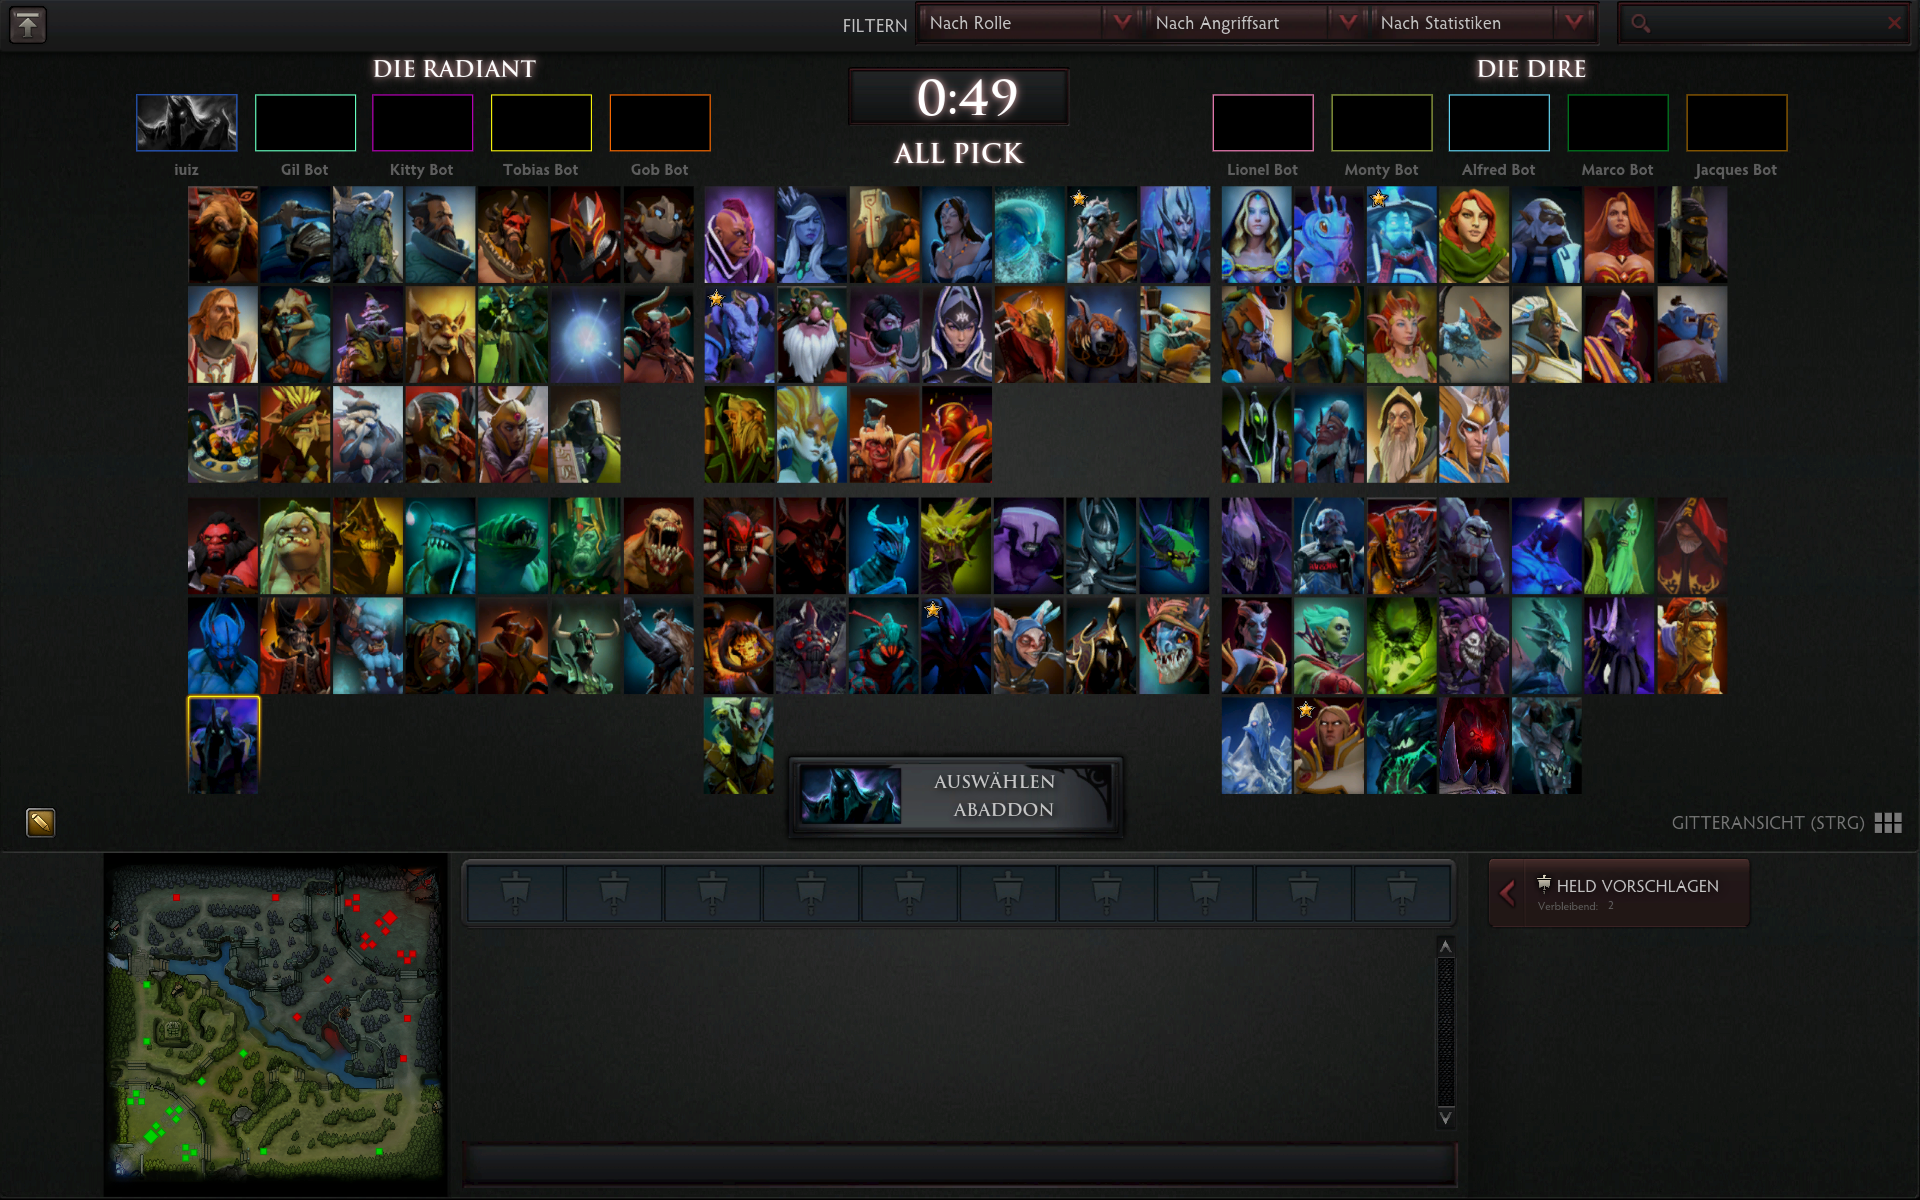 FILTERN
Nach Rolle
Nach Angriffsart
Nach Statistiken
DIE RADIANT
0:49
DIE DIRE
ALL PICK
iuiz
Gil Bot
Kitty Bot
Tobias Bot
Gob Bot
Lionel Bot
Monty Bot
Alfred Bot
Marco Bot
Jacques Bot
AUSWÄHLEN
ABADDON
GITTERANSICHT (STRG)
HELD VORSCHLAGEN
Verbleibend: 2